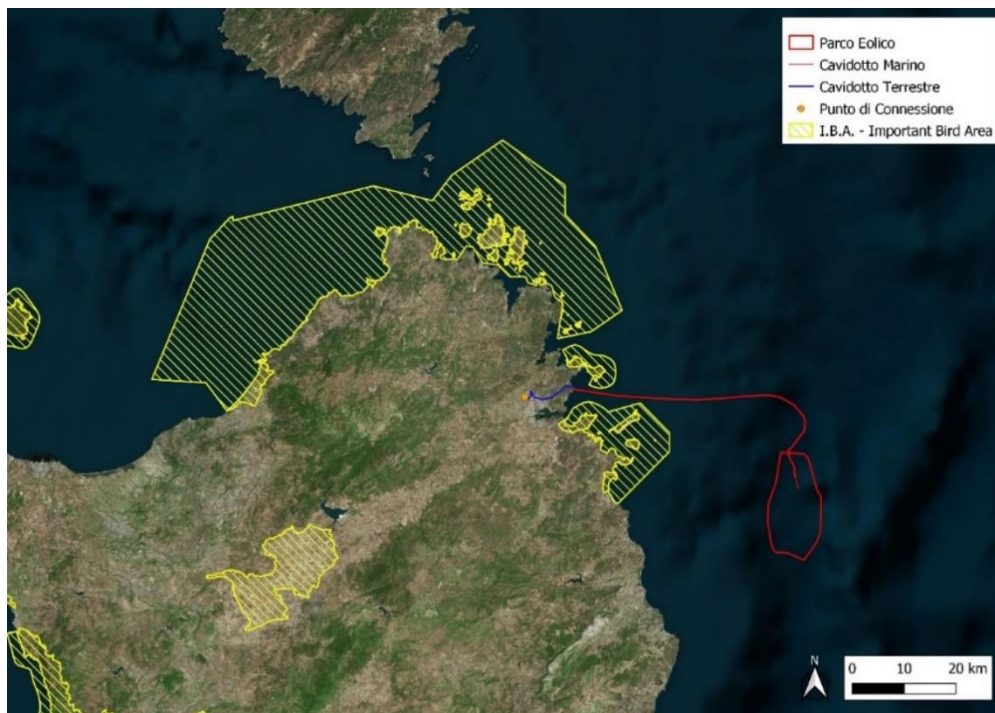 Parco Eolico
Cavidotto Marino
Cavidotto Terrestre
Punto di Connessione
I.B.A. - Important Bird Area
N
0 10 20 km